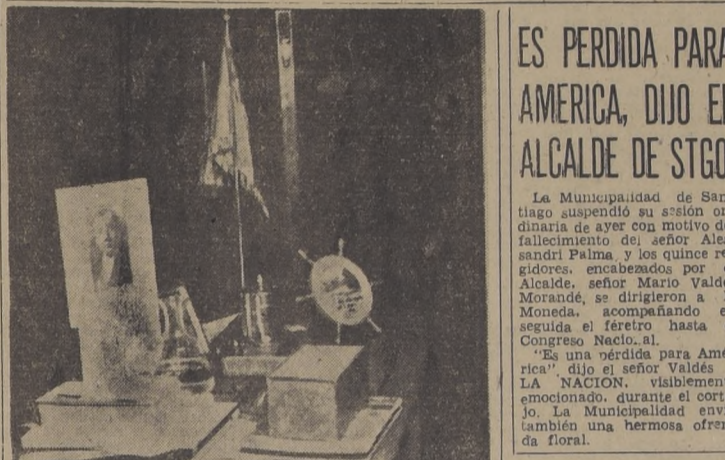 ES PERDIDA PARA
AMERICA, DIJO E
ALCALDE DE STGO
La Municipalidad de San
tiago suspendió su sesión or
dinaria de ayer con motivo de
fallecimiento del señor Ale
sandri Palma y los quince re
gidores, encabezados por
Alcalde, señor Mario Valdé
Morandé, se dirigieron a
Moneda, acompañando e
seguida el féretro hasta
Congreso Nacional.
"Es una pérdida para Amé
rica", dijo el señor Valdés
LA NACION, visiblemen
emocionado, durante el cort
jo. La Municipalidad envi
también una hermosa ofren
da floral.